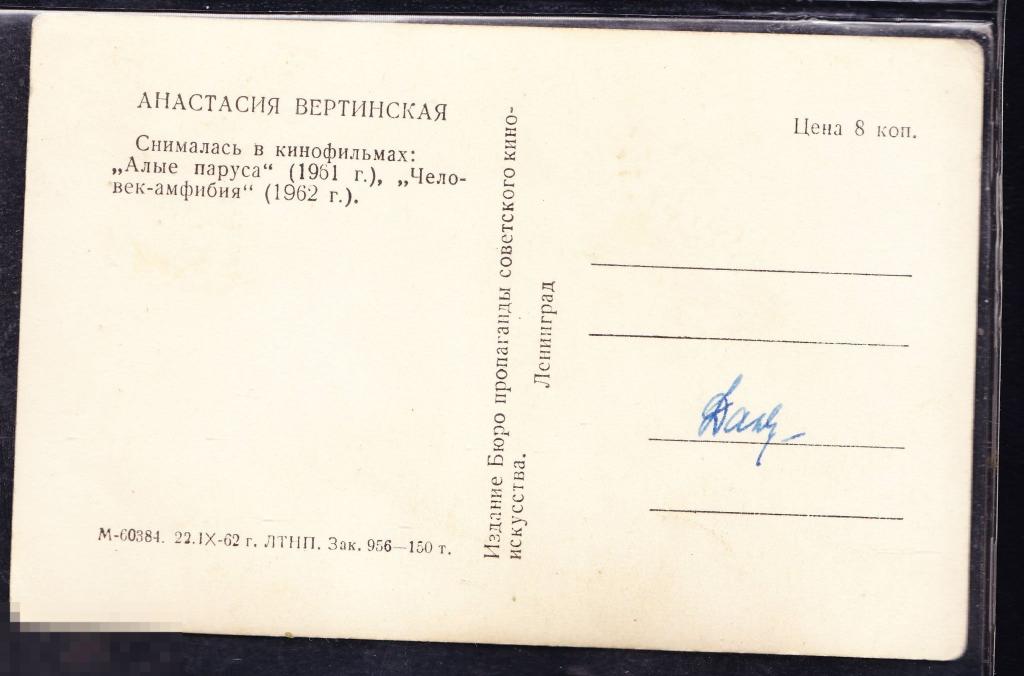 АНАСТАСИЯ ВЕРТИНСКАЯ
Снималась в кинофильмах:
„Алые паруса“ (1961 г.), „Чело-
век-амфибия“ (1962 г.).
М-60384. 22.IX-62 г. ЛТНП. Зак. 956—150 т.
Издание Бюро пропаганды советского кино-
искусства.
Ленинград
Цена 8 коп.